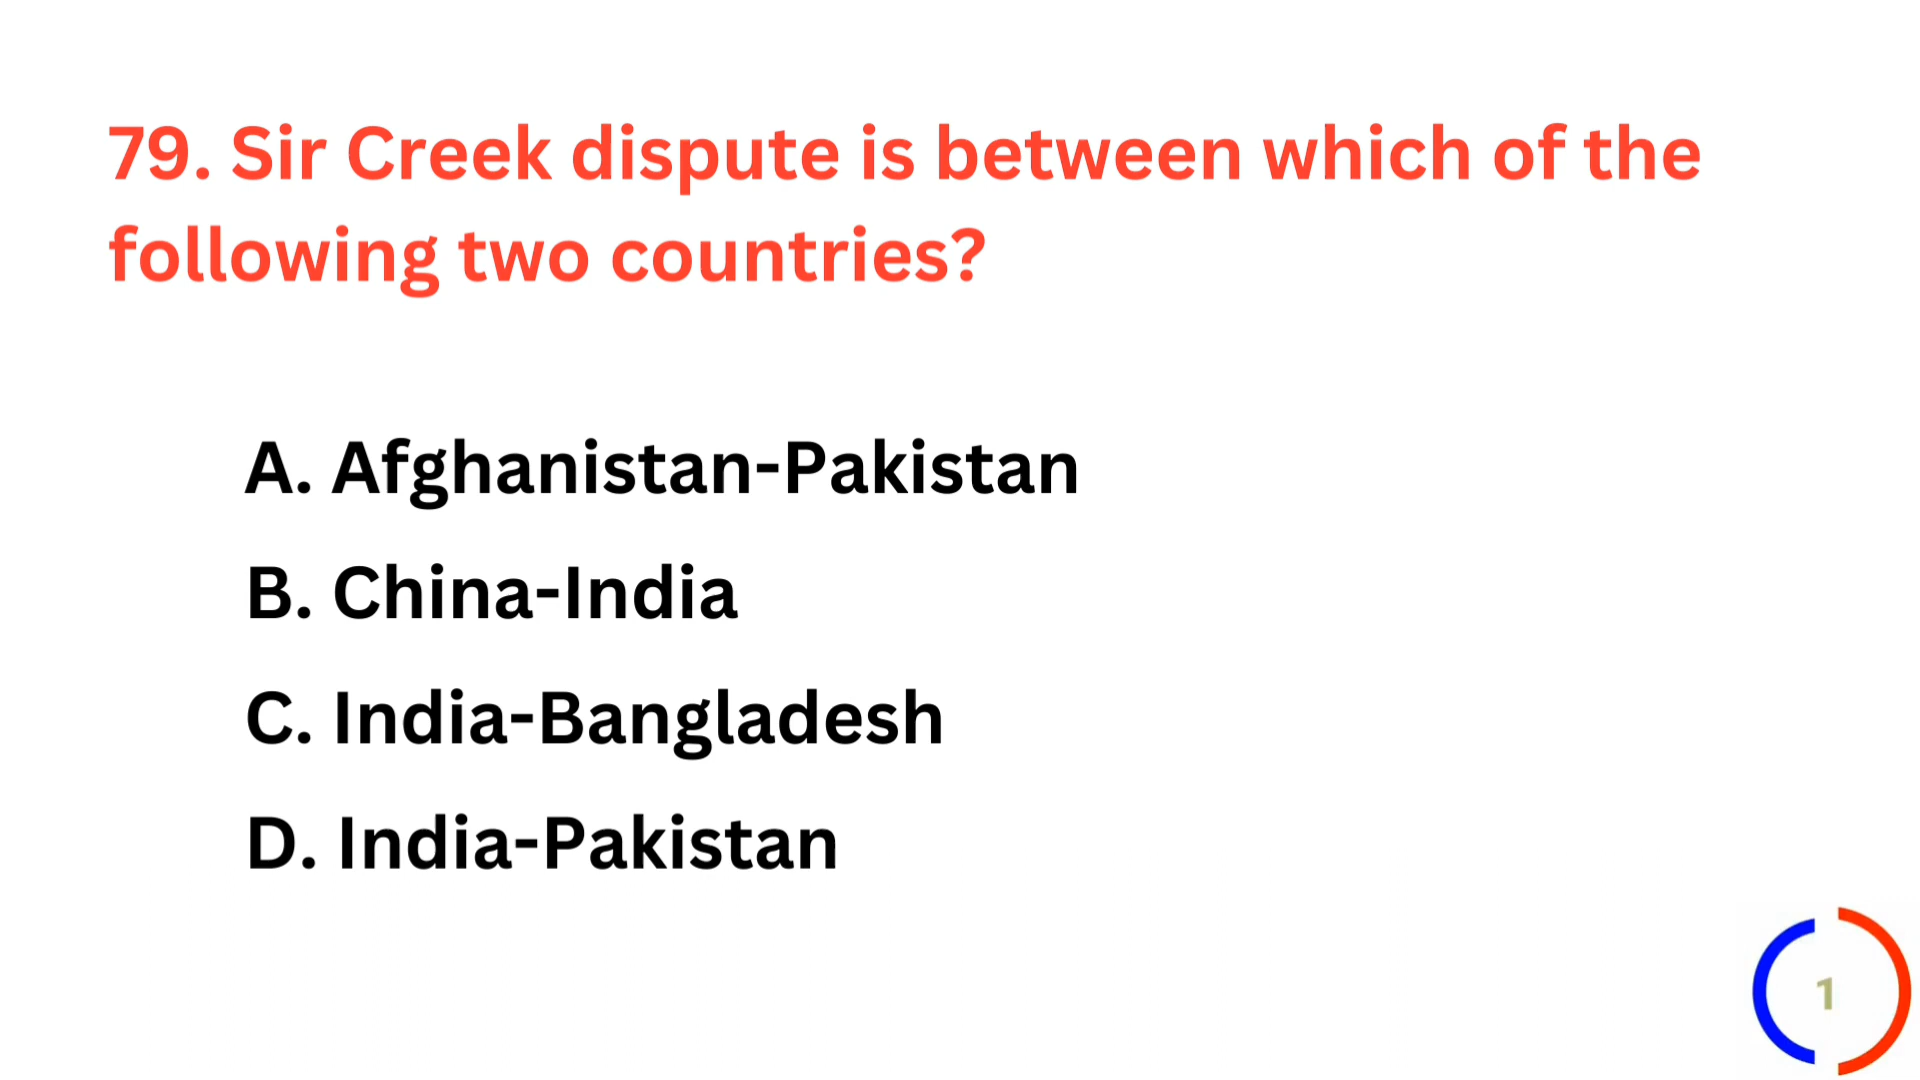 79. Sir Creek dispute is between which of the
following two countries?
A. Afghanistan-Pakistan
B. China-India
C. India-Bangladesh
D. India-Pakistan
1